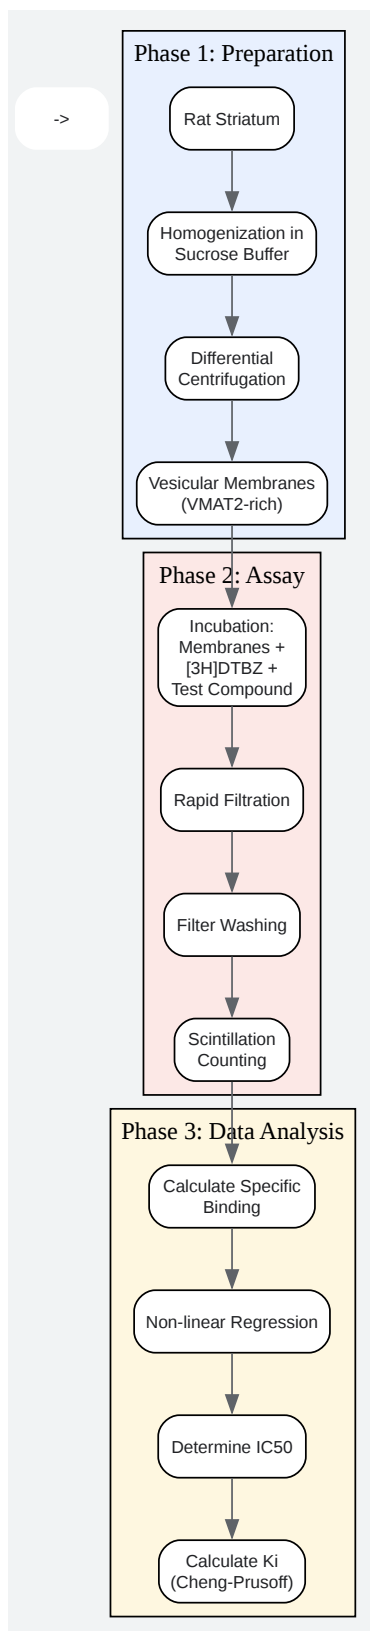 Phase 1: Preparation
->
Rat Striatum
Homogenization in
Sucrose Buffer
Differential
Centrifugation
Vesicular Membranes
(VMAT2-rich)
Phase 2: Assay
Incubation:
Membranes +
[3H]DTBZ +
Test Compound
Rapid Filtration
Filter Washing
Scintillation
Counting
Phase 3: Data Analysis
Calculate Specific
Binding
Non-linear Regression
Determine IC50
Calculate Ki
(Cheng-Prusoff)